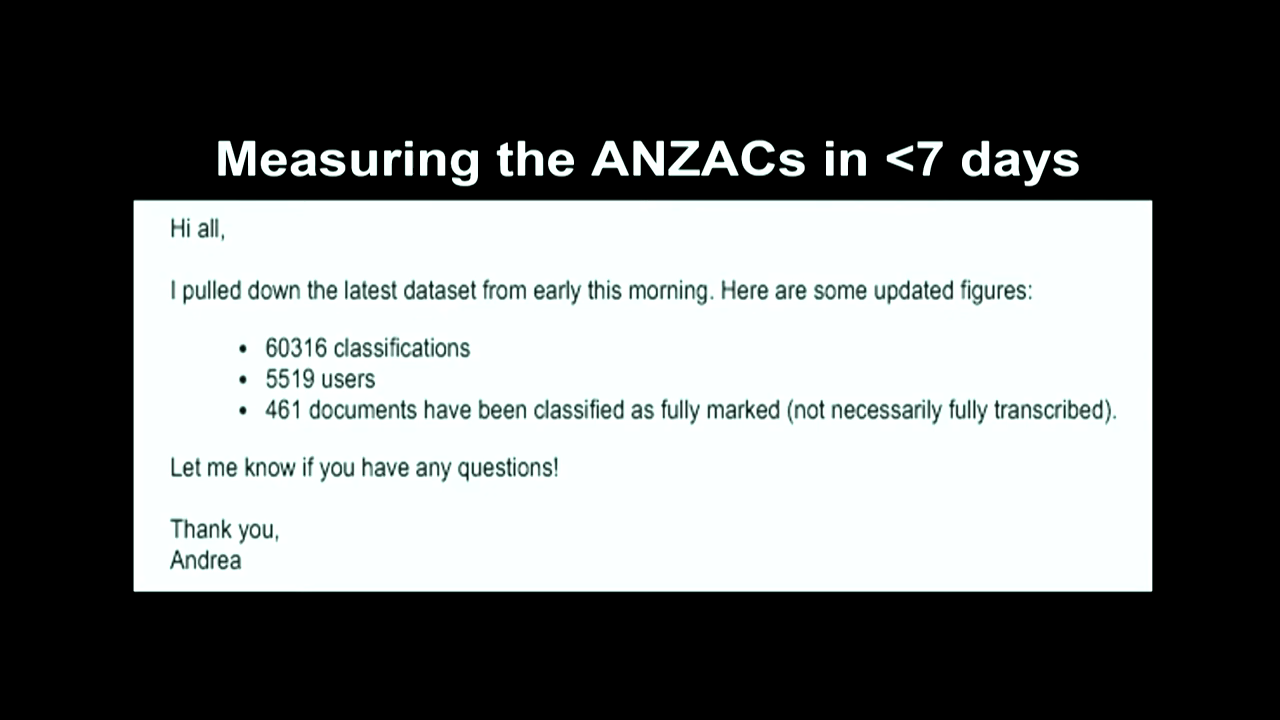 Measuring the ANZACs in <7 days
Hi all,
I pulled down the latest dataset from early this morning. Here are some updated figures:
• 60316 classifications
• 5519 users
• 461 documents have been classified as fully marked (not necessarily fully transcribed).
Let me know if you have any questions!
Thank you,
Andrea